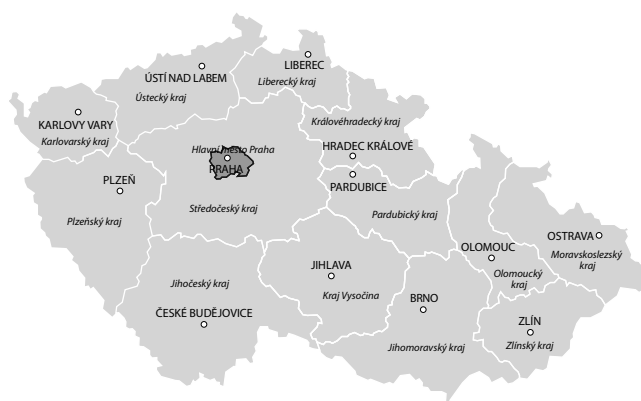 LIBEREC
ÚSTÍ NAD LABEM
Liberecký kraj
Ústecký kraj
KARLOVY VARY
Karlovarský kraj
Královéhradecký kraj
Hlavní město Praha
HRADEC KRÁLOVÉ
PRAHA
PLZEŇ
PARDUBICE
Středočeský kraj
Plzeňský kraj
Pardubický kraj
OSTRAVA
OLOMOUC
Moravskoslezský
kraj
JIHLAVA
Olomoucký
kraj
Jihočeský kraj
Kraj Vysočina
BRNO
ČESKÉ BUDĚJOVICE
ZLÍN
Jihomoravský kraj
Zlínský kraj